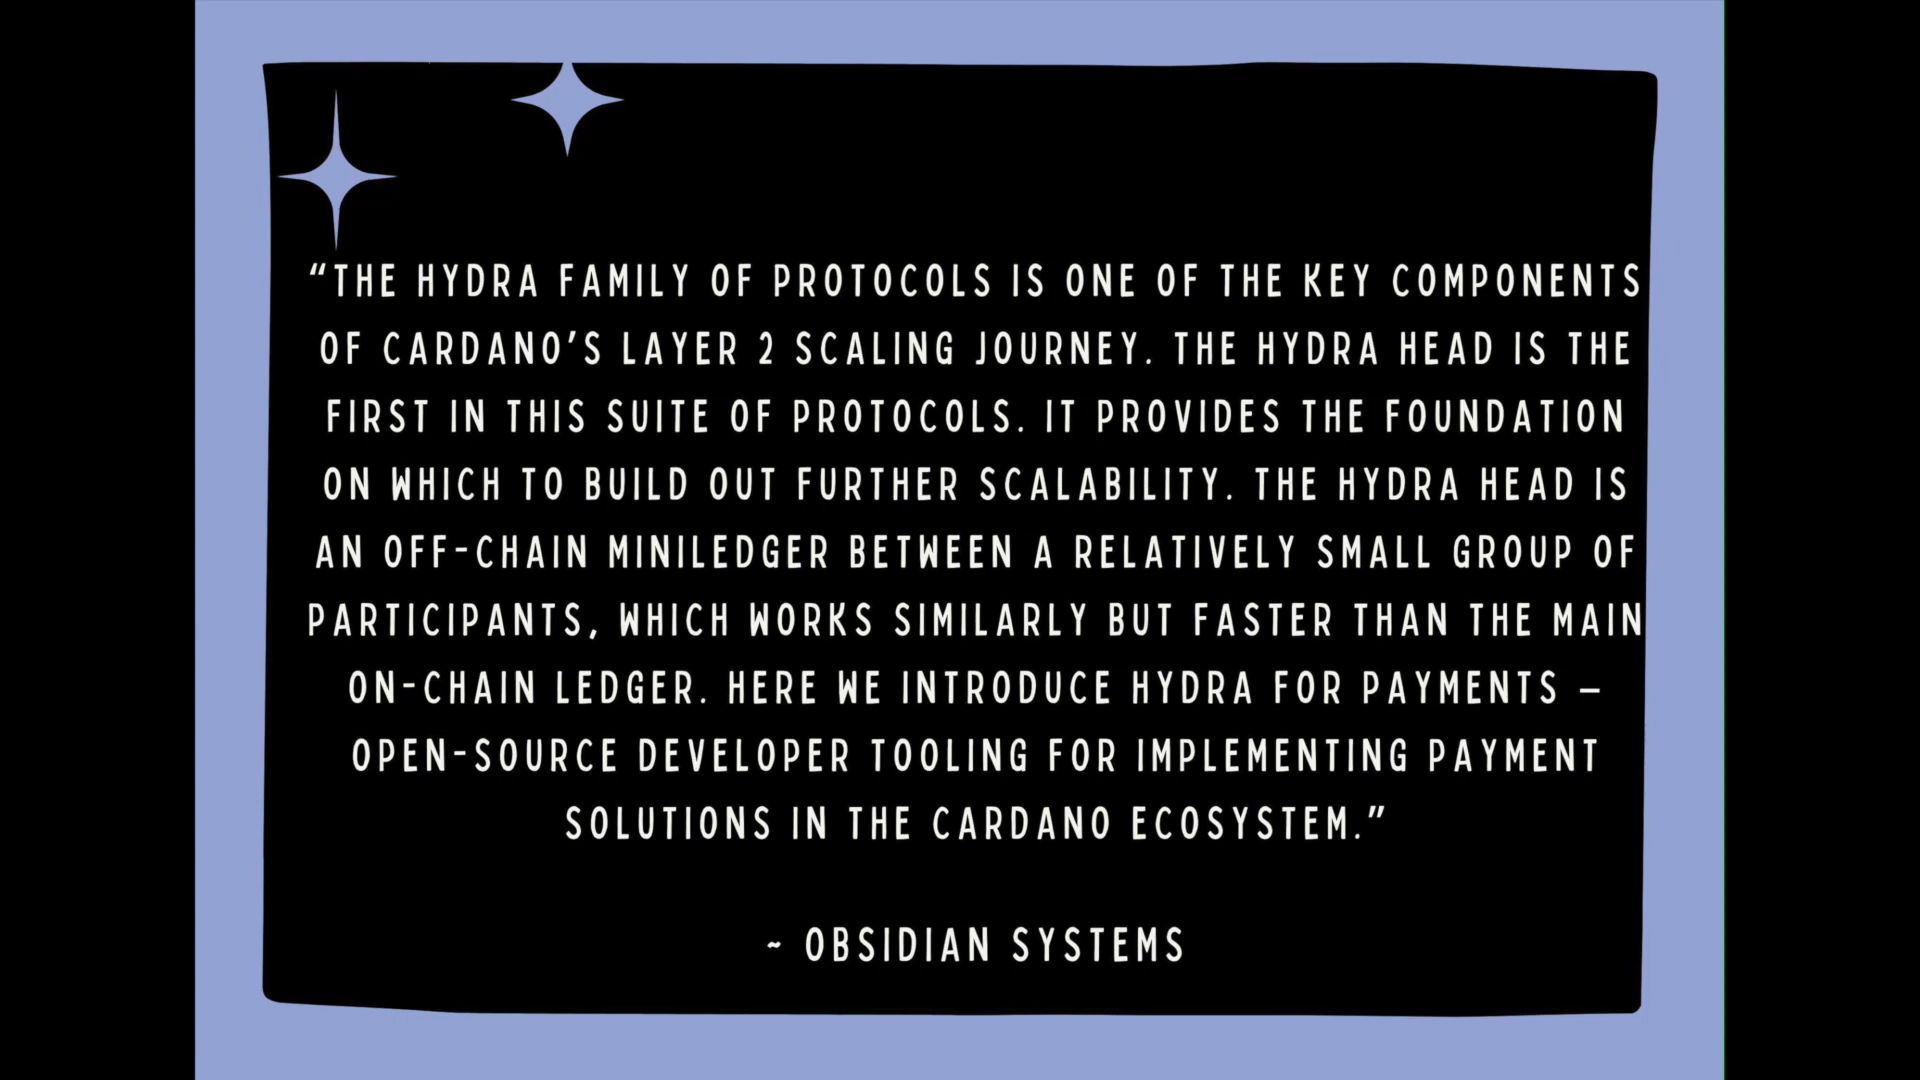 “THE HYDRA FAMILY OF PROTOCOLS IS ONE OF THE KEY COMPONENTS
OF CARDANO’S LAYER 2 SCALING JOURNEY. THE HYDRA HEAD IS THE
FIRST IN THIS SUITE OF PROTOCOLS. IT PROVIDES THE FOUNDATION
ON WHICH TO BUILD OUT FURTHER SCALABILITY. THE HYDRA HEAD IS
AN OFF-CHAIN MINILEDGER BETWEEN A RELATIVELY SMALL GROUP OF
PARTICIPANTS, WHICH WORKS SIMILARLY BUT FASTER THAN THE MAIN
ON-CHAIN LEDGER. HERE WE INTRODUCE HYDRA FOR PAYMENTS –
OPEN-SOURCE DEVELOPER TOOLING FOR IMPLEMENTING PAYMENT
SOLUTIONS IN THE CARDANO ECOSYSTEM.”
~ OBSIDIAN SYSTEMS